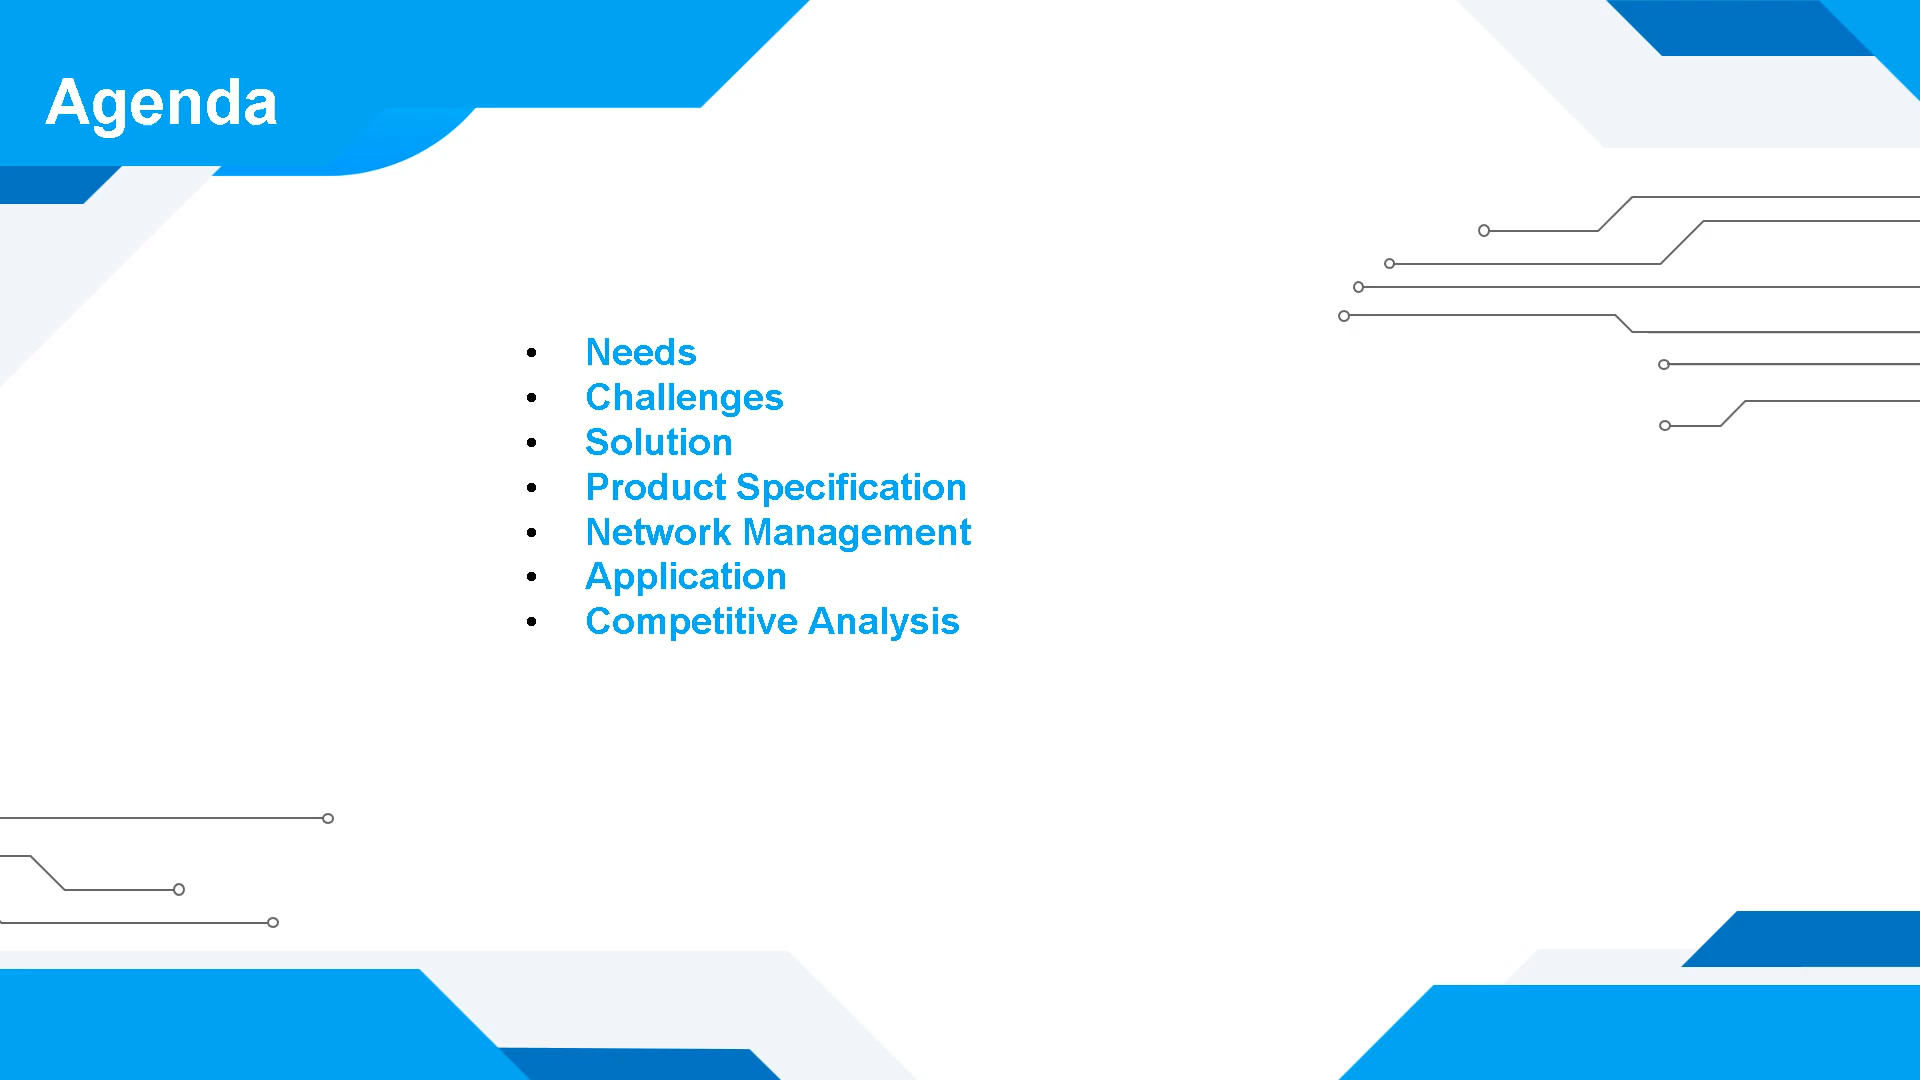 Agenda
• Needs
• Challenges
• Solution
• Product Specification
• Network Management
• Application
• Competitive Analysis